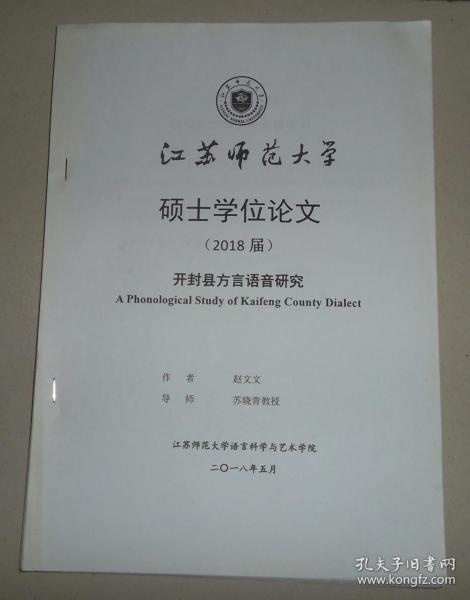 江苏师范大学
硕士学位论文
（2018 届）
开封县方言语音研究
A Phonological Study of Kaifeng County Dialect
作 者 赵文文
导 师 苏晓青教授
江苏师范大学语言科学与艺术学院
二〇一八年五月
孔夫子旧书网
www.kongfz.com